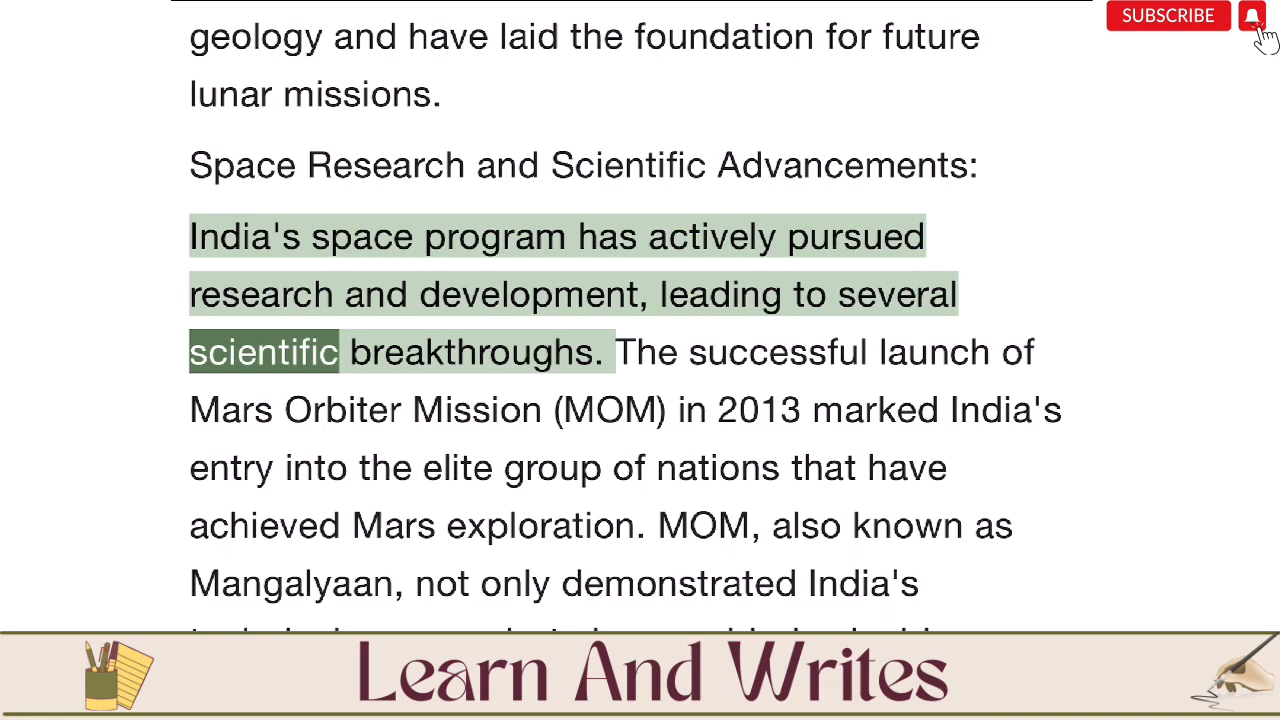 SUBSCRIBE
geology and have laid the foundation for future
lunar missions.
Space Research and Scientific Advancements:
India's space program has actively pursued
research and development, leading to several
scientific breakthroughs. The successful launch of
Mars Orbiter Mission (MOM) in 2013 marked India's
entry into the elite group of nations that have
achieved Mars exploration. MOM, also known as
Mangalyaan, not only demonstrated India's
Learn And Writes